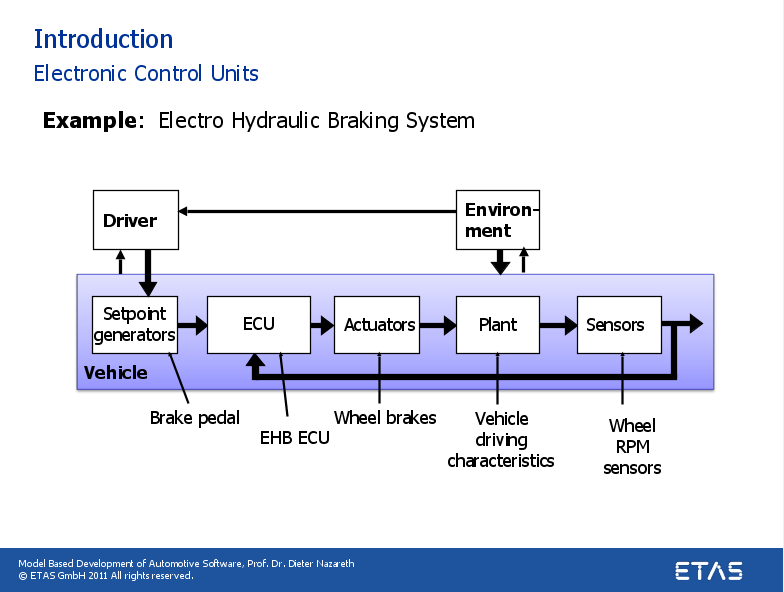 Introduction
Electronic Control Units
Example: Electro Hydraulic Braking System
Driver
Environ-
ment
Setpoint
generators
ECU
Actuators
Plant
Sensors
Vehicle
Brake pedal
EHB ECU
Wheel brakes
Vehicle
driving
characteristics
Wheel
RPM
sensors
Model Based Development of Automotive Software, Prof. Dr. Dieter Nazareth
© ETAS GmbH 2011 All rights reserved.
ETAS